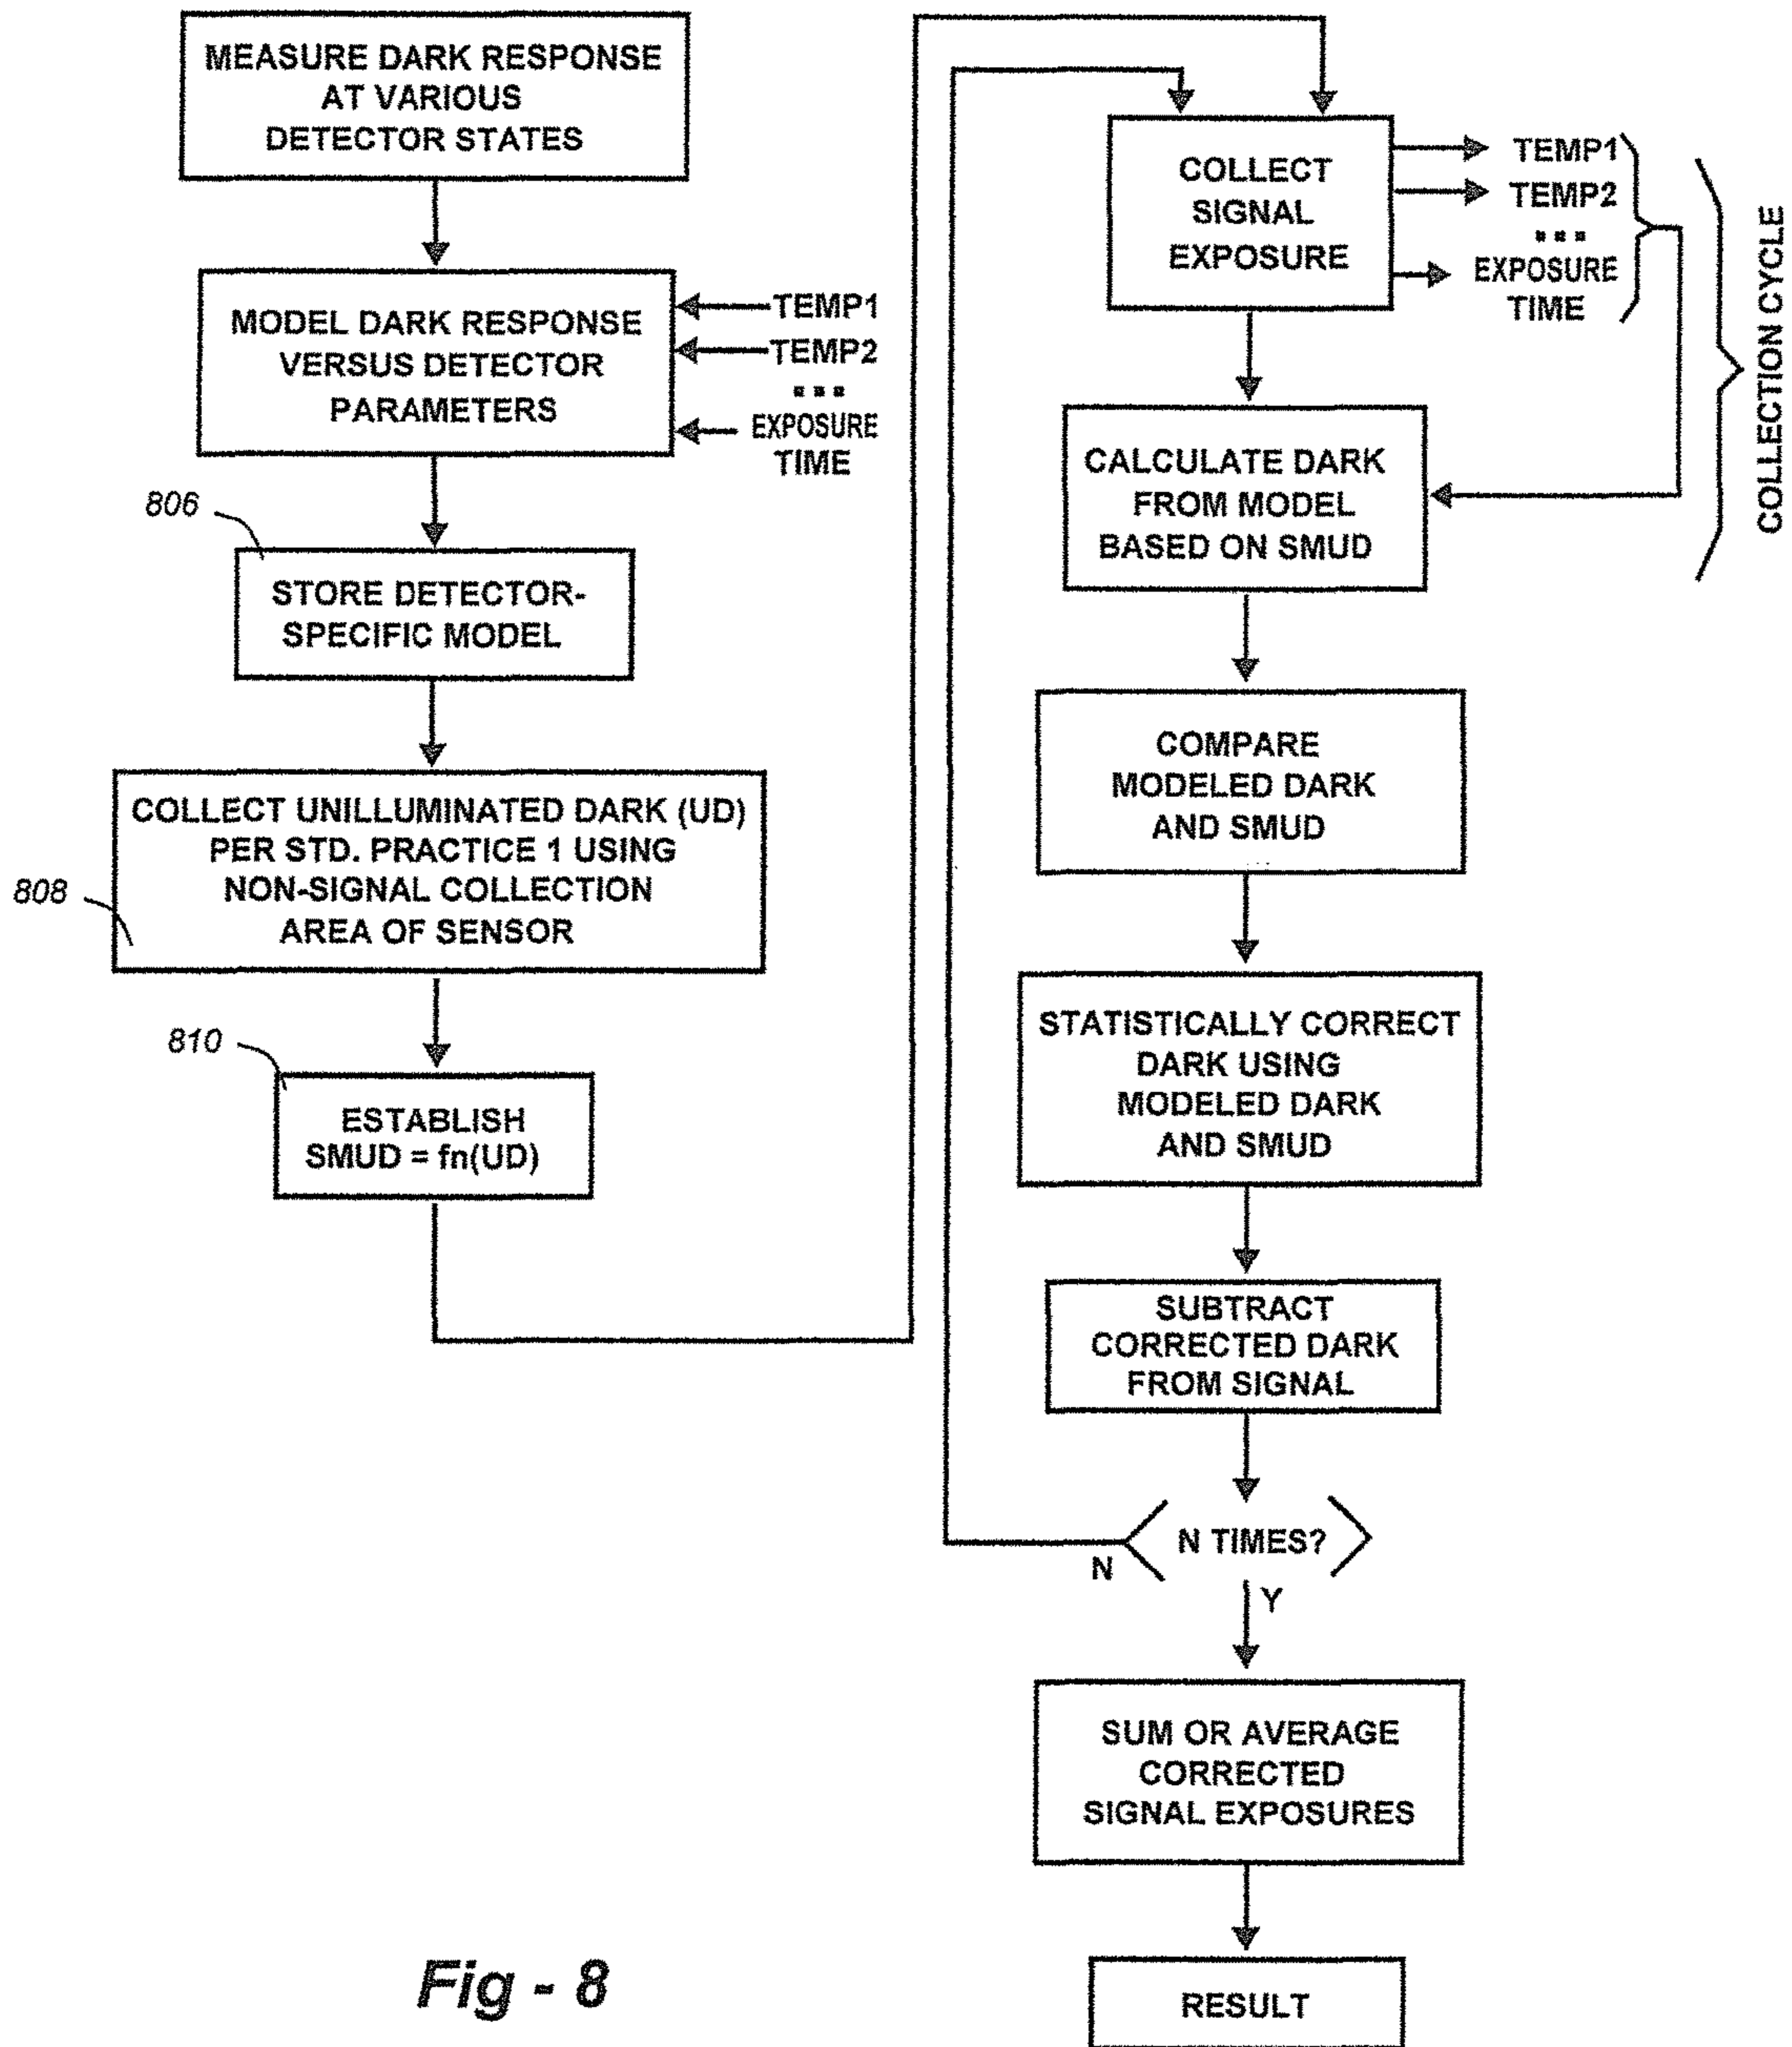 MEASURE DARK RESPONSE
AT VARIOUS
DETECTOR STATES
MODEL DARK RESPONSE
VERSUS DETECTOR
PARAMETERS
TEMP1
TEMP2
...
EXPOSURE
TIME
806
STORE DETECTOR-
SPECIFIC MODEL
808
COLLECT UNILLUMINATED DARK (UD)
PER STD. PRACTICE 1 USING
NON-SIGNAL COLLECTION
AREA OF SENSOR
810
ESTABLISH
SMUD = fn(UD)
COLLECT
SIGNAL
EXPOSURE
TEMP1
TEMP2
...
EXPOSURE
TIME
COLLECTION CYCLE
CALCULATE DARK
FROM MODEL
BASED ON SMUD
COMPARE
MODELED DARK
AND SMUD
STATISTICALLY CORRECT
DARK USING
MODELED DARK
AND SMUD
SUBTRACT
CORRECTED DARK
FROM SIGNAL
N TIMES?
N
Y
SUM OR AVERAGE
CORRECTED
SIGNAL EXPOSURES
RESULT
Fig - 8